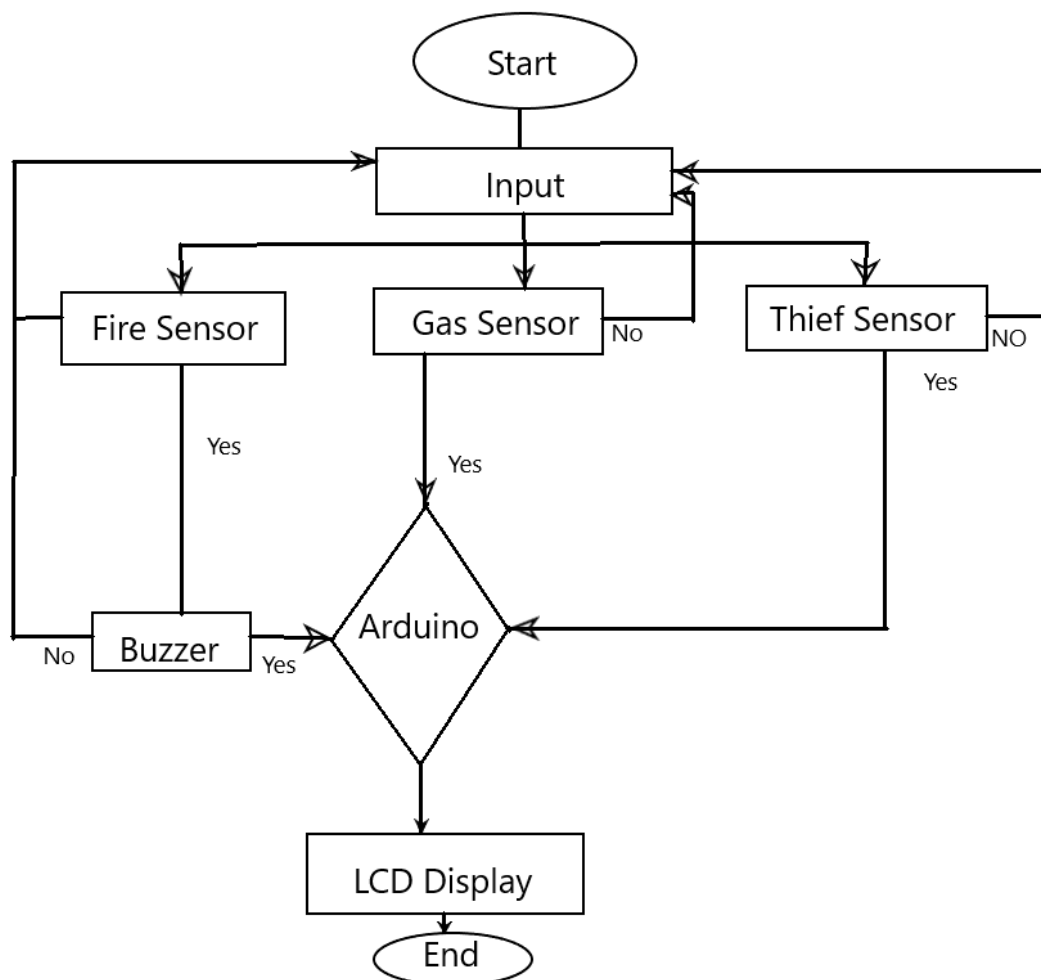 Start
Input
Fire Sensor
Gas Sensor
No
Thief Sensor
NO
Yes
Yes
Yes
Arduino
No
Buzzer
Yes
LCD Display
End